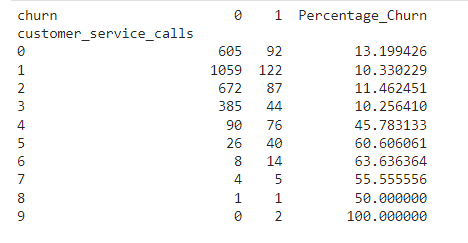 churn 0 1 Percentage_Churn
customer_service_calls
0 605 92 13.199426
1 1059 122 10.330229
2 672 87 11.462451
3 385 44 10.256410
4 90 76 45.783133
5 26 40 60.606061
6 8 14 63.636364
7 4 5 55.555556
8 1 1 50.000000
9 0 2 100.000000